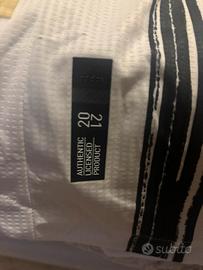 20
21
AUTHENTIC
LICENSED
PRODUCT
subito